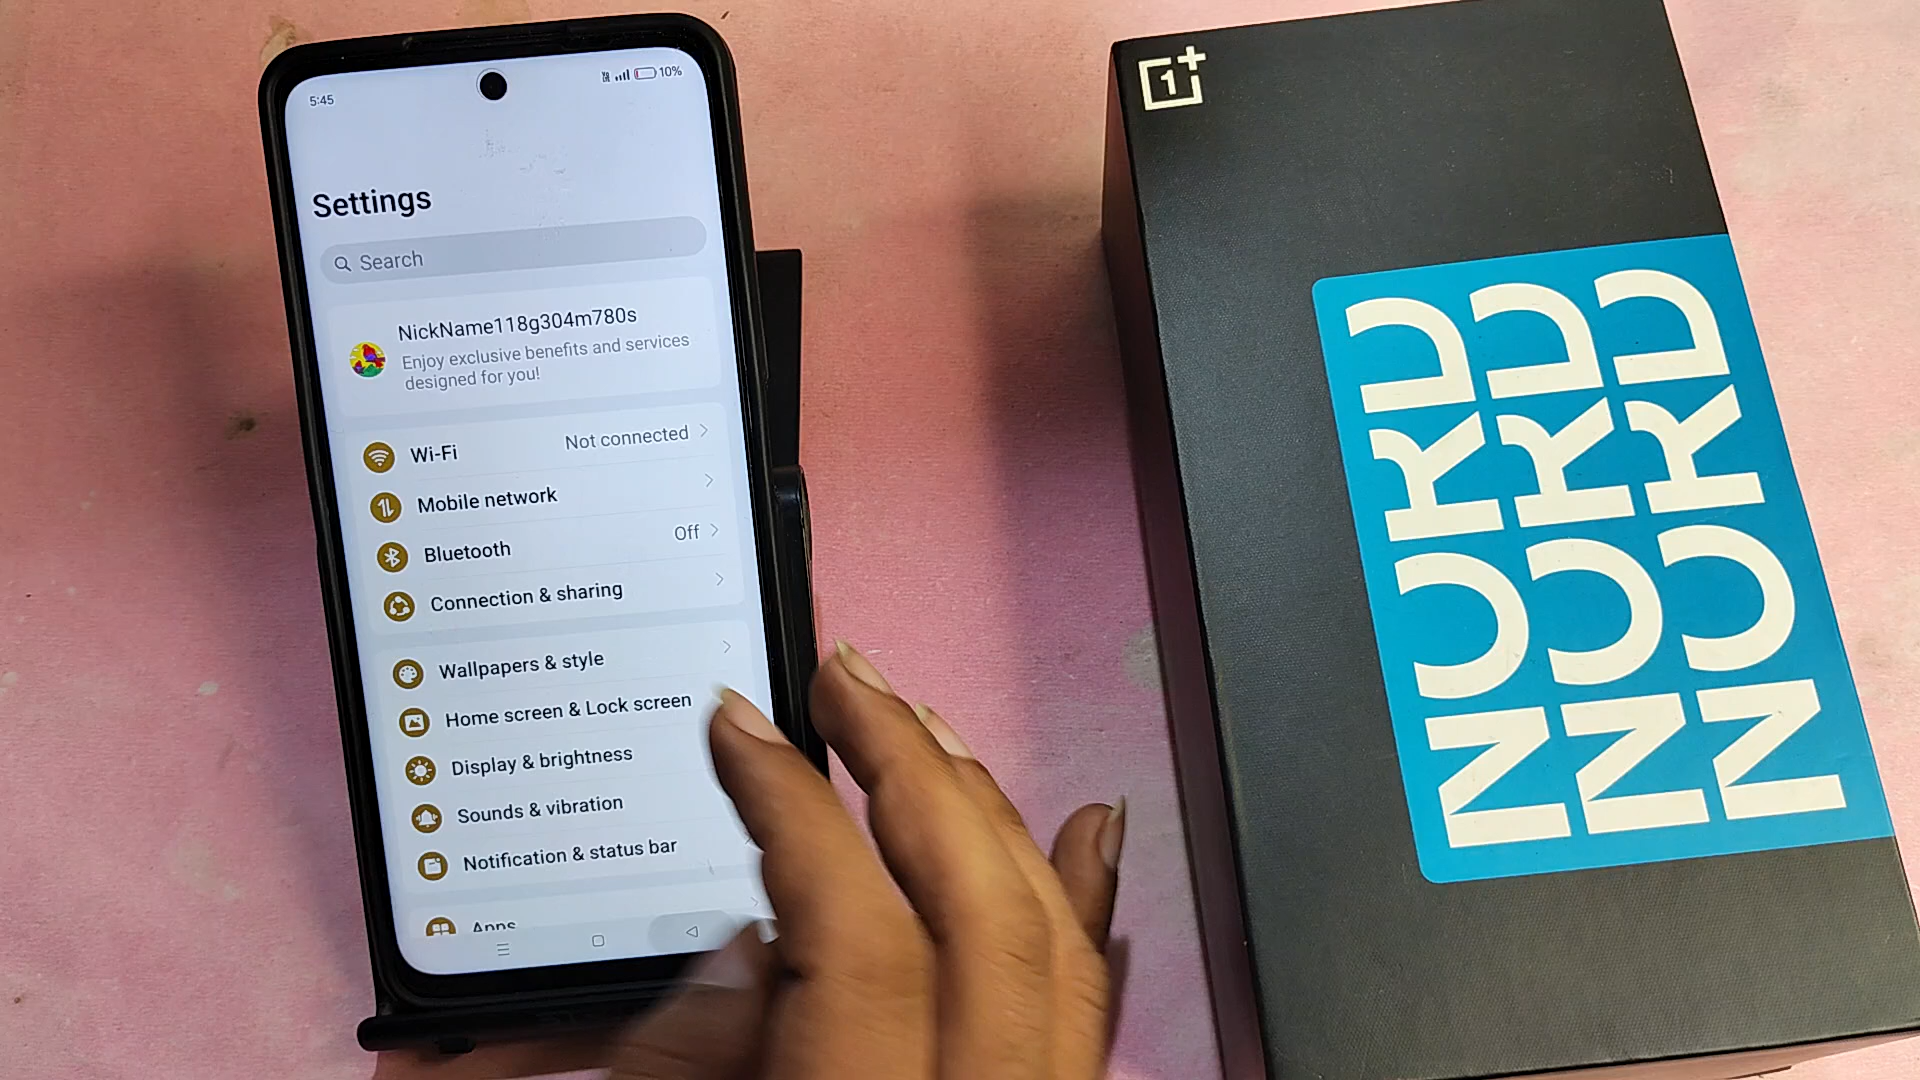 5:45
10%
Settings
Search
NickName118g304m780s
Enjoy exclusive benefits and services
designed for you!
Wi-Fi Not connected
Mobile network
Bluetooth Off
Connection & sharing
Wallpapers & style
Home screen & Lock screen
Display & brightness
Sounds & vibration
Notification & status bar
Apps
1+
NORD
NORD
NORD